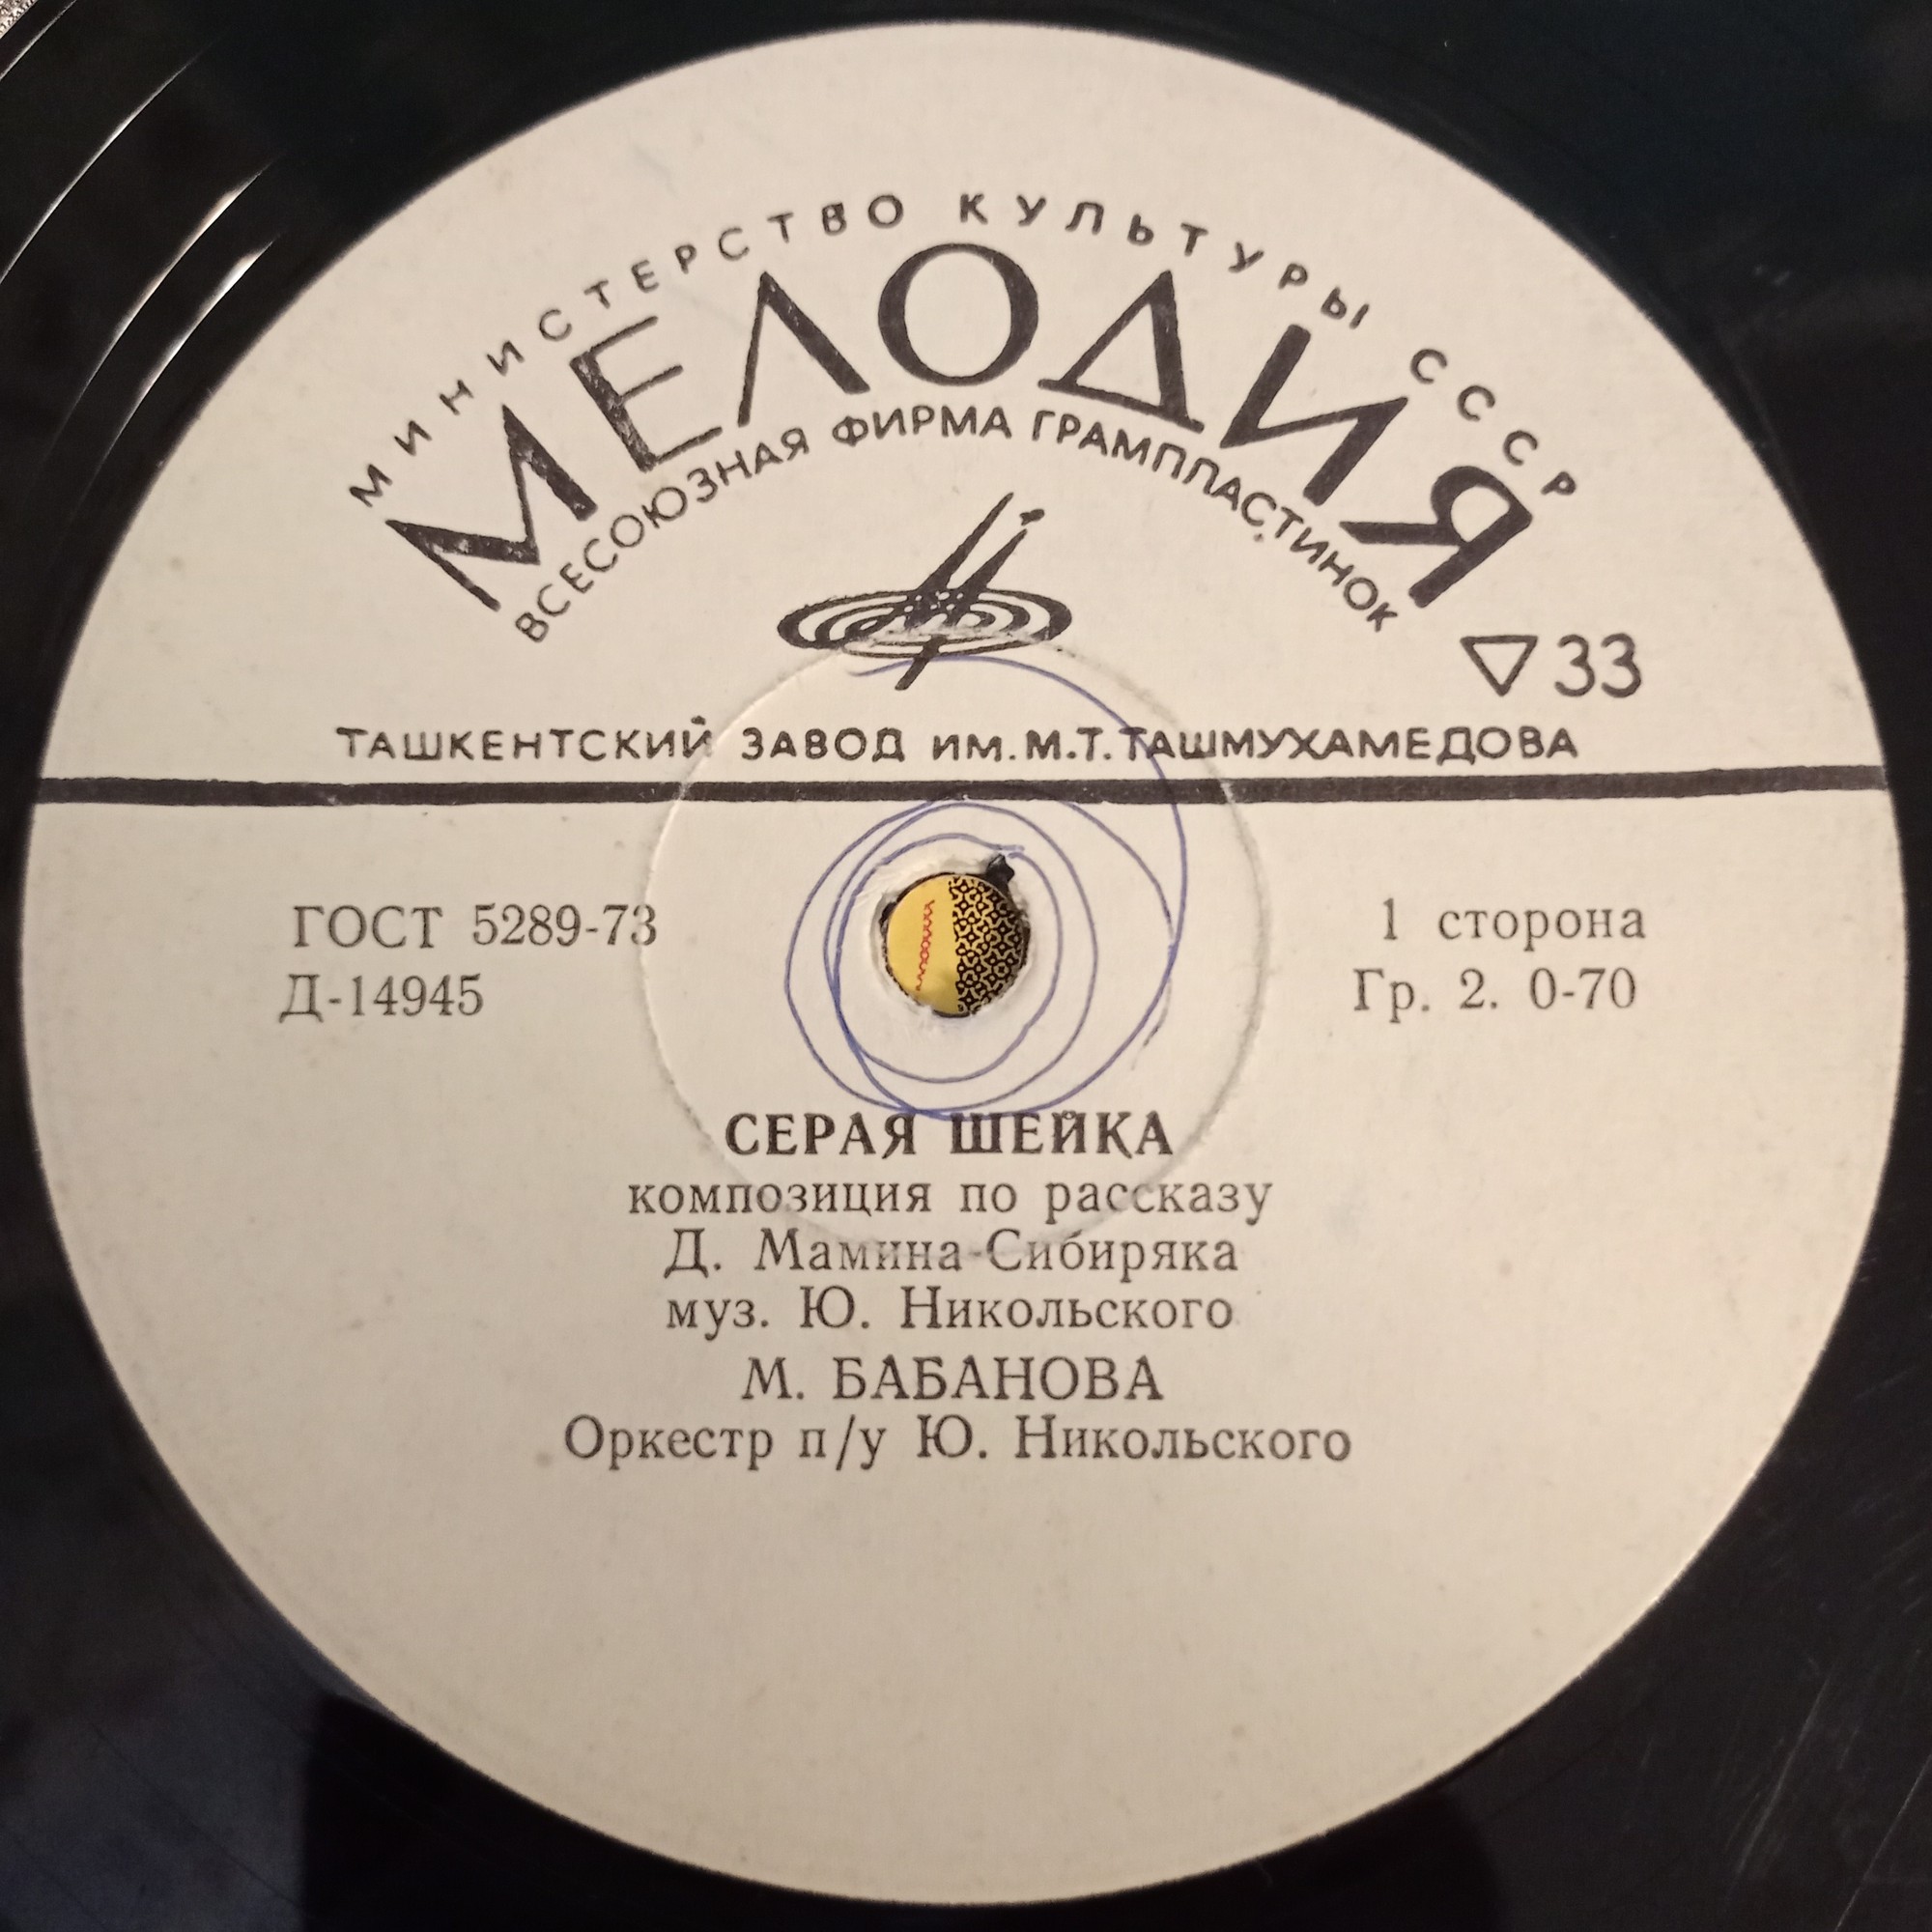 МИНИСТЕРСТВО КУЛЬТУРЫ СССР
МЕЛОДИЯ
ВСЕСОЮЗНАЯ ФИРМА ГРАМПЛАСТИНОК
33
ТАШКЕНТСКИЙ ЗАВОД ИМ. М.Т. ТАШМУХАМЕДОВА
ГОСТ 5289-73
Д-14945
1 сторона
Гр. 2. 0-70
СЕРАЯ ШЕЙКА
композиция по рассказу
Д. Мамина-Сибиряка
муз. Ю. Никольского
М. БАБАНОВА
Оркестр п/у Ю. Никольского